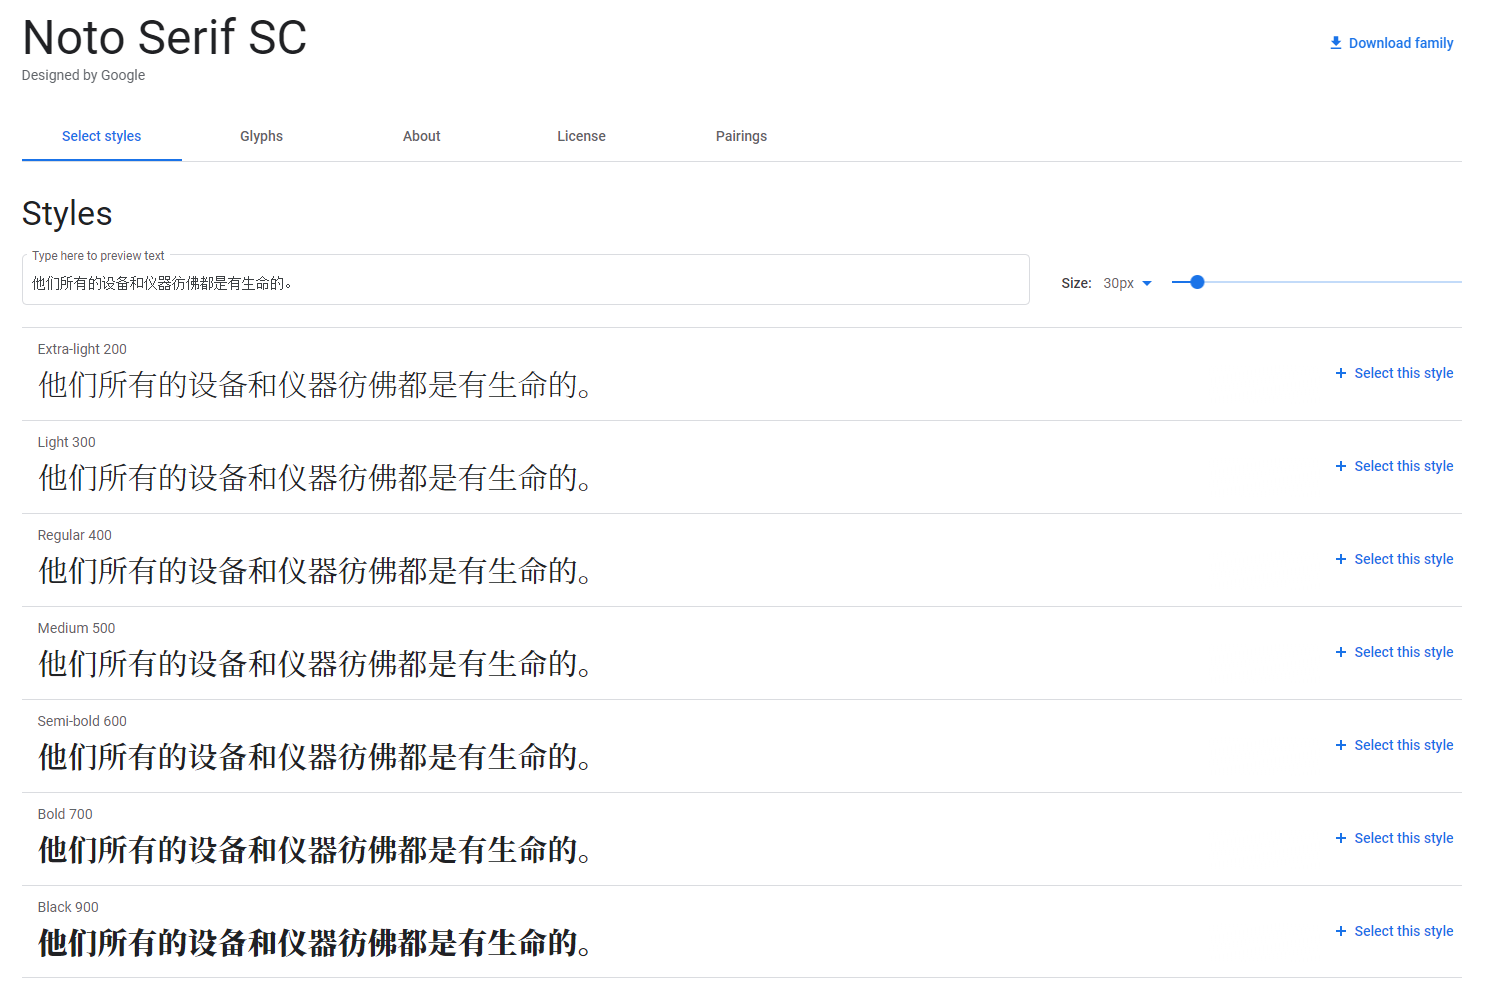 Noto Serif SC
Download family
Designed by Google
Select styles
Glyphs
About
License
Pairings
Styles
Type here to preview text
他们所有的设备和仪器彷佛都是有生命的。
Size: 30px
Extra-light 200
他们所有的设备和仪器彷佛都是有生命的。
Select this style
Light 300
他们所有的设备和仪器彷佛都是有生命的。
Select this style
Regular 400
他们所有的设备和仪器彷佛都是有生命的。
Select this style
Medium 500
他们所有的设备和仪器彷佛都是有生命的。
Select this style
Semi-bold 600
他们所有的设备和仪器彷佛都是有生命的。
Select this style
Bold 700
他们所有的设备和仪器彷佛都是有生命的。
Select this style
Black 900
他们所有的设备和仪器彷佛都是有生命的。
Select this style